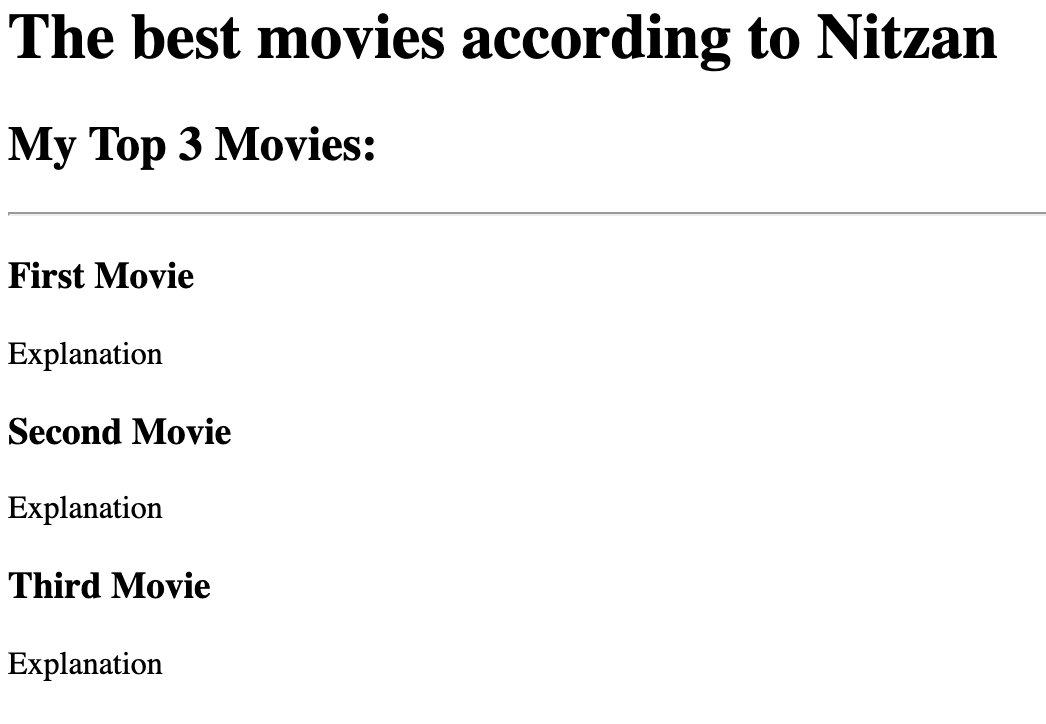 The best movies according to Nitzan
My Top 3 Movies:
First Movie
Explanation
Second Movie
Explanation
Third Movie
Explanation